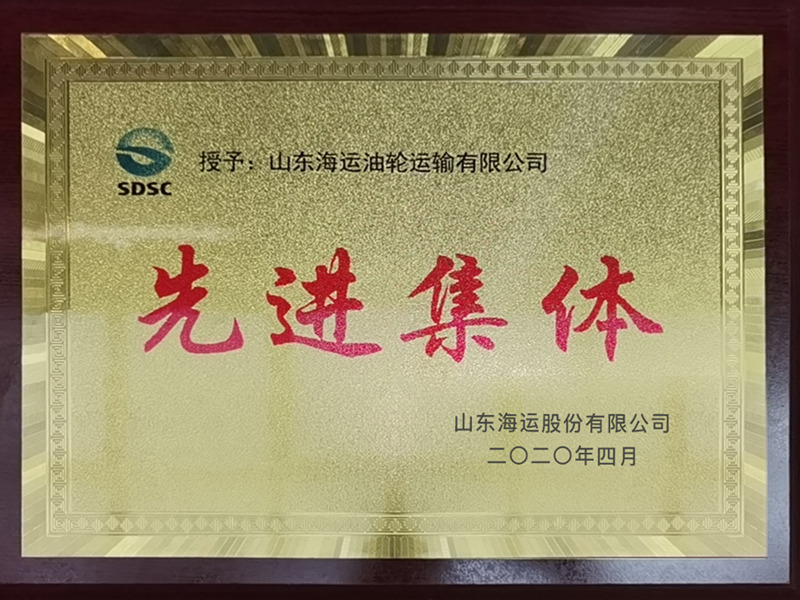 SDSC
授予：山东海运油轮运输有限公司
先进集体
山东海运股份有限公司
二〇二〇年四月